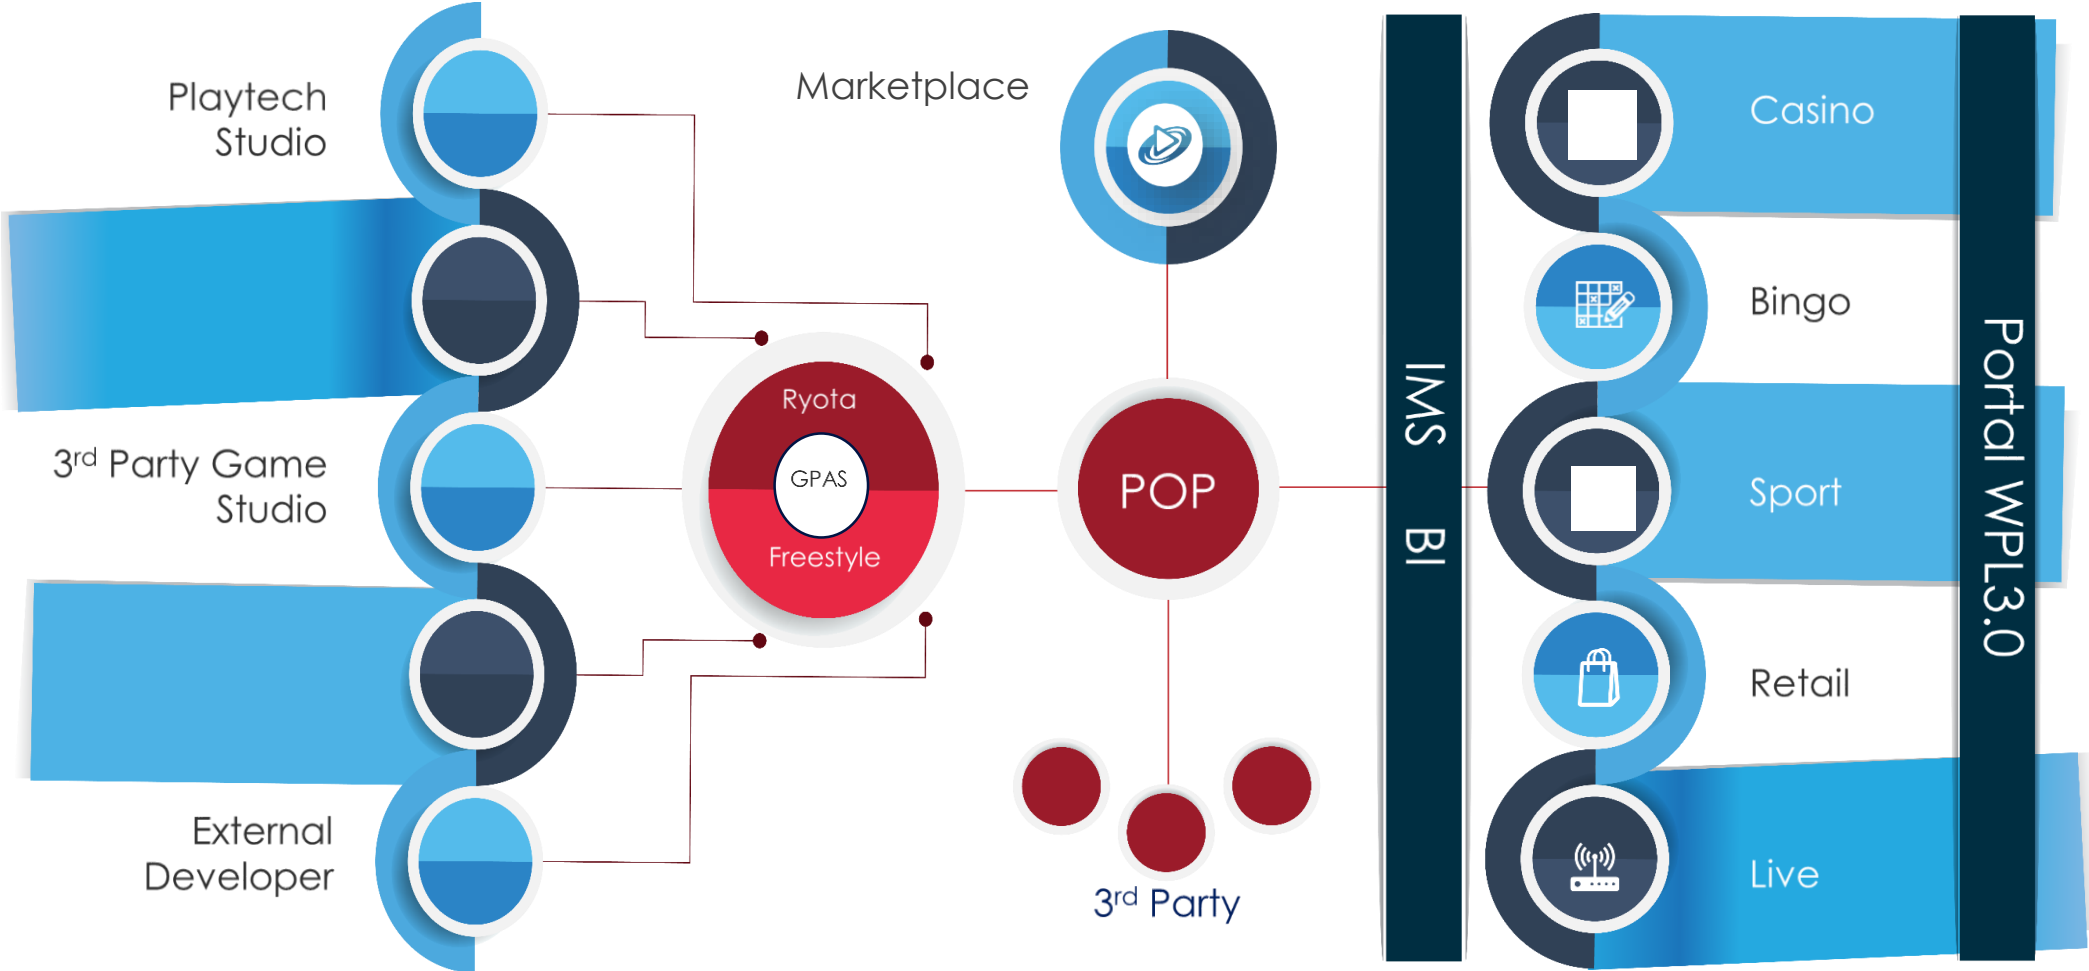 Playtech
Studio
3rd Party Game
Studio
External
Developer
Ryota
GPAS
Freestyle
Marketplace
POP
3rd Party
IMS BI
Casino
Bingo
Sport
Retail
Live
Portal WPL3.0